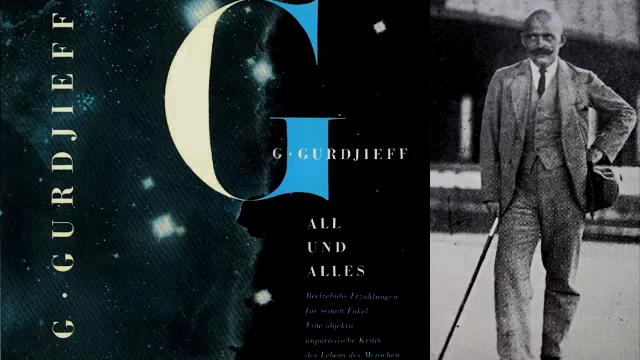 G·GURDJIEFF
G
G·GURDJIEFF
ALL
UND
ALLES
Beelzebubs Erzählungen
für seinen Enkel
Eine objektiv
unparteiische Kritik
des Lebens des Menschen